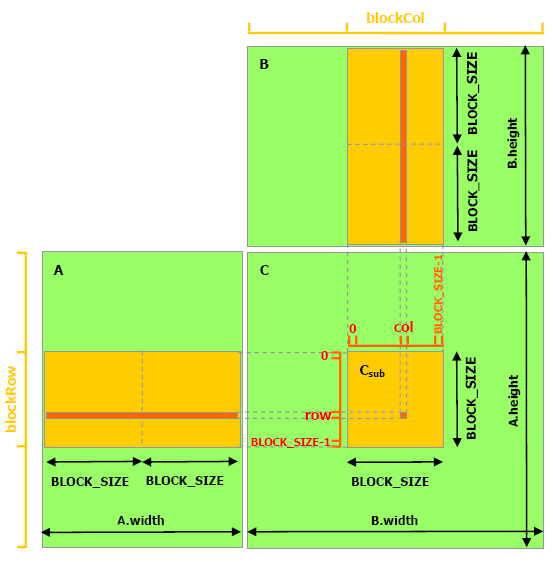 blockCol
B
BLOCK_SIZE
BLOCK_SIZE
B.height
A
C
BLOCK_SIZE-1
0
col
blockRow
0
Csub
BLOCK_SIZE
A.height
row
BLOCK_SIZE-1
BLOCK_SIZE
BLOCK_SIZE
BLOCK_SIZE
A.width
B.width